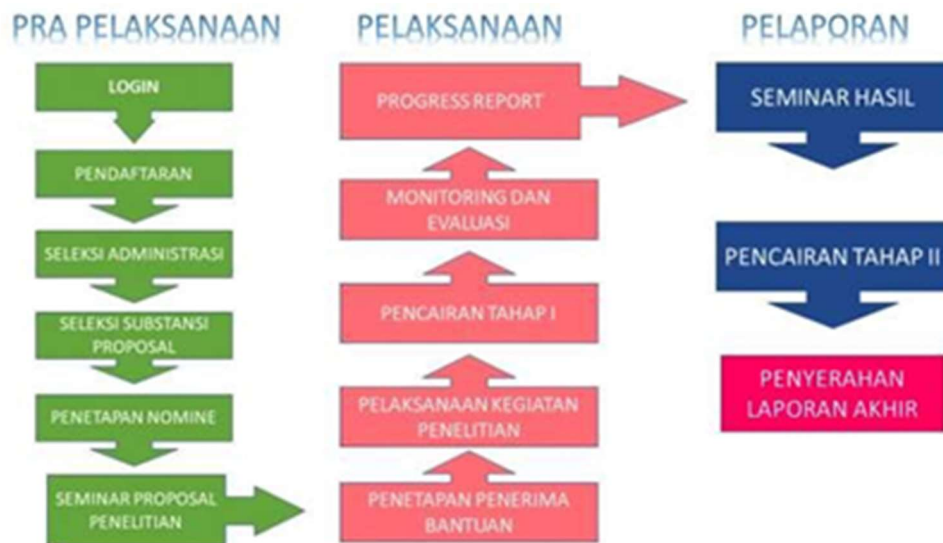 PRA PELAKSANAAN
LOGIN
PENDAFTARAN
SELEKSI ADMINISTRASI
SELEKSI SUBSTANSI
PROPOSAL
PENETAPAN NOMINE
SEMINAR PROPOSAL
PENELITIAN
PELAKSANAAN
PROGRESS REPORT
MONITORING DAN
EVALUASI
PENCAIRAN TAHAP I
PELAKSANAAN KEGIATAN
PENELITIAN
PENETAPAN PENERIMA
BANTUAN
PELAPORAN
SEMINAR HASIL
PENCAIRAN TAHAP II
PENYERAHAN
LAPORAN AKHIR